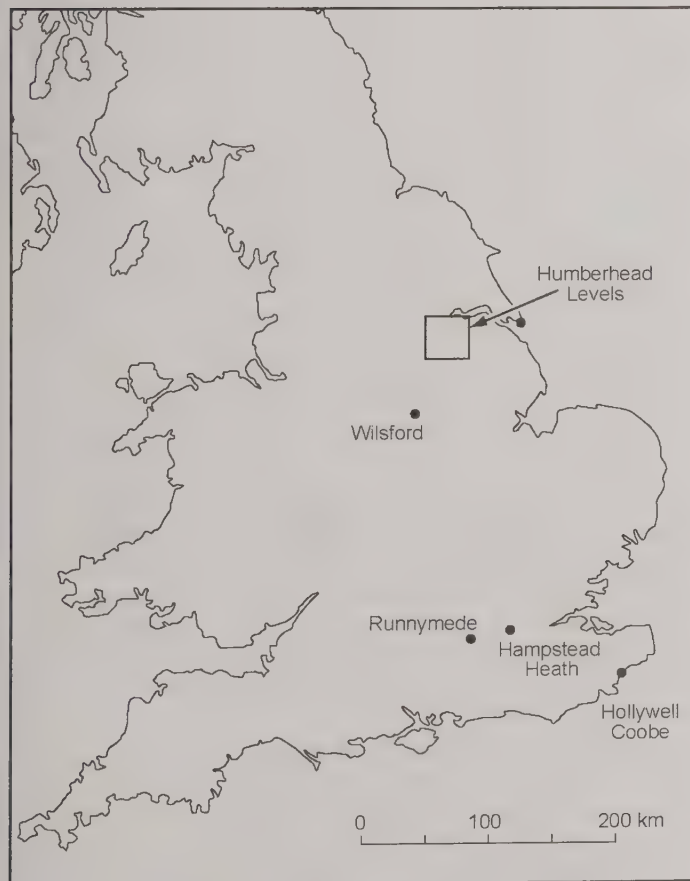 Humberhead
Levels
Wilsford
Runnymede
Hampstead
Heath
Hollywell
Coobe
0 100 200 km